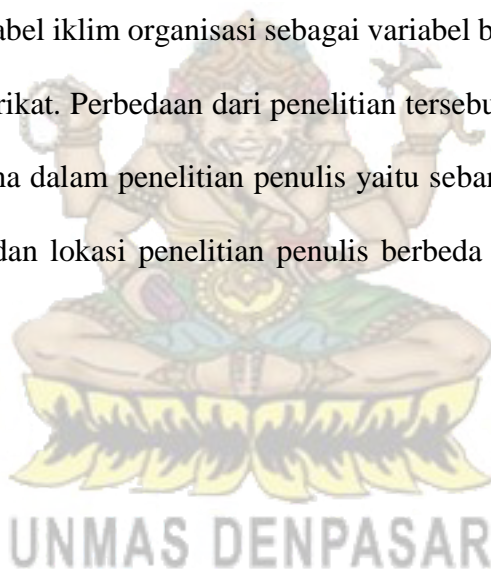 abel iklim organisasi sebagai variabel b
rikat. Perbedaan dari penelitian tersebu
na dalam penelitian penulis yaitu sebar
dan lokasi penelitian penulis berbeda
UNMAS DENPASAR